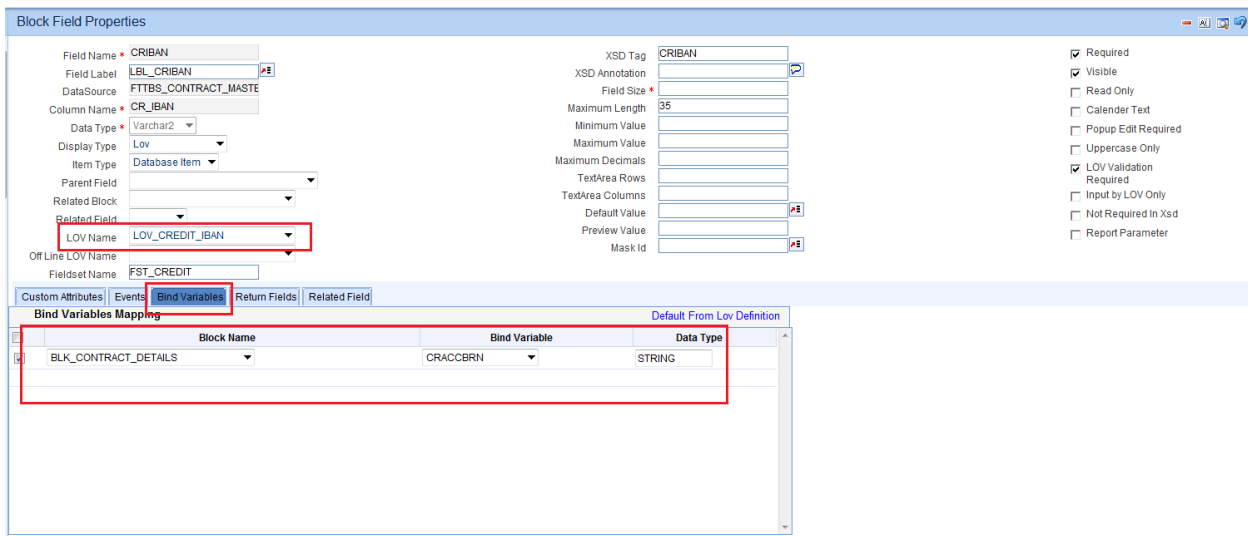 Block Field Properties
Field Name * CRIBAN
Field Label LBL_CRIBAN
DataSource FTTBS_CONTRACT_MASTE
Column Name * CR_IBAN
Data Type * Varchar2
Display Type Lov
Item Type Database Item
Parent Field
Related Block
Related Field
LOV Name LOV_CREDIT_IBAN
Off Line LOV Name
Fieldset Name FST_CREDIT
XSD Tag CRIBAN
XSD Annotation
Field Size *
Maximum Length 35
Minimum Value
Maximum Value
Maximum Decimals
TextArea Rows
TextArea Columns
Default Value
Preview Value
Mask Id
Required
Visible
Read Only
Calender Text
Popup Edit Required
Uppercase Only
LOV Validation
Required
Input by LOV Only
Not Required In Xsd
Report Parameter
Custom Attributes Events Bind Variables Return Fields Related Field
Bind Variables Mapping Default From Lov Definition
Block Name Bind Variable Data Type
BLK_CONTRACT_DETAILS CRACCBRN STRING